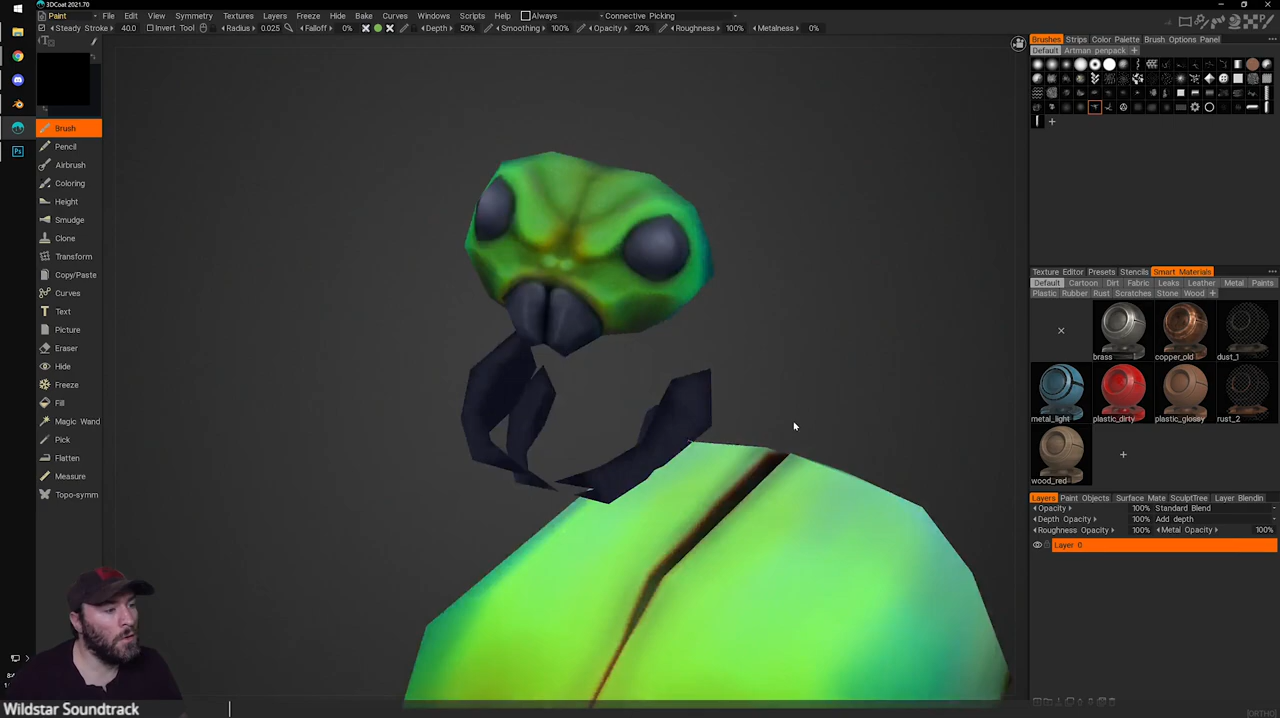 3DCoat 2021.70
Paint File Edit View Symmetry Textures Layers Freeze Hide Bake Curves Windows Scripts Help Always Connective Picking
Steady Stroke 40.0 Invert Tool Radius 0.025 Falloff 0% Depth 50% Smoothing 100% Opacity 20% Roughness 100% Metalness 0%
Brush
Pencil
Airbrush
Coloring
Height
Smudge
Clone
Transform
Copy/Paste
Curves
Text
Picture
Eraser
Hide
Freeze
Fill
Magic Wand
Pick
Flatten
Measure
Topo-symm
Brushes Strips Color Palette Brush Options Panel
Default Artman penpack +
Texture Editor Presets Stencils Smart Materials
Default Cartoon Dirt Fabric Leaks Leather Metal Paints
Plastic Rubber Rust Scratches Stone Wood +
brass copper_old dust_1
metal_light plastic_dirty plastic_glossy rust_2
wood_red
Layers Paint Objects Surface Mate SculptTree Layer Blendin
Opacity 100% Standard Blend
Depth Opacity 100% Add depth
Roughness Opacity 100% Metal Opacity 100%
Layer 0
Wildstar Soundtrack
[ORTHO]